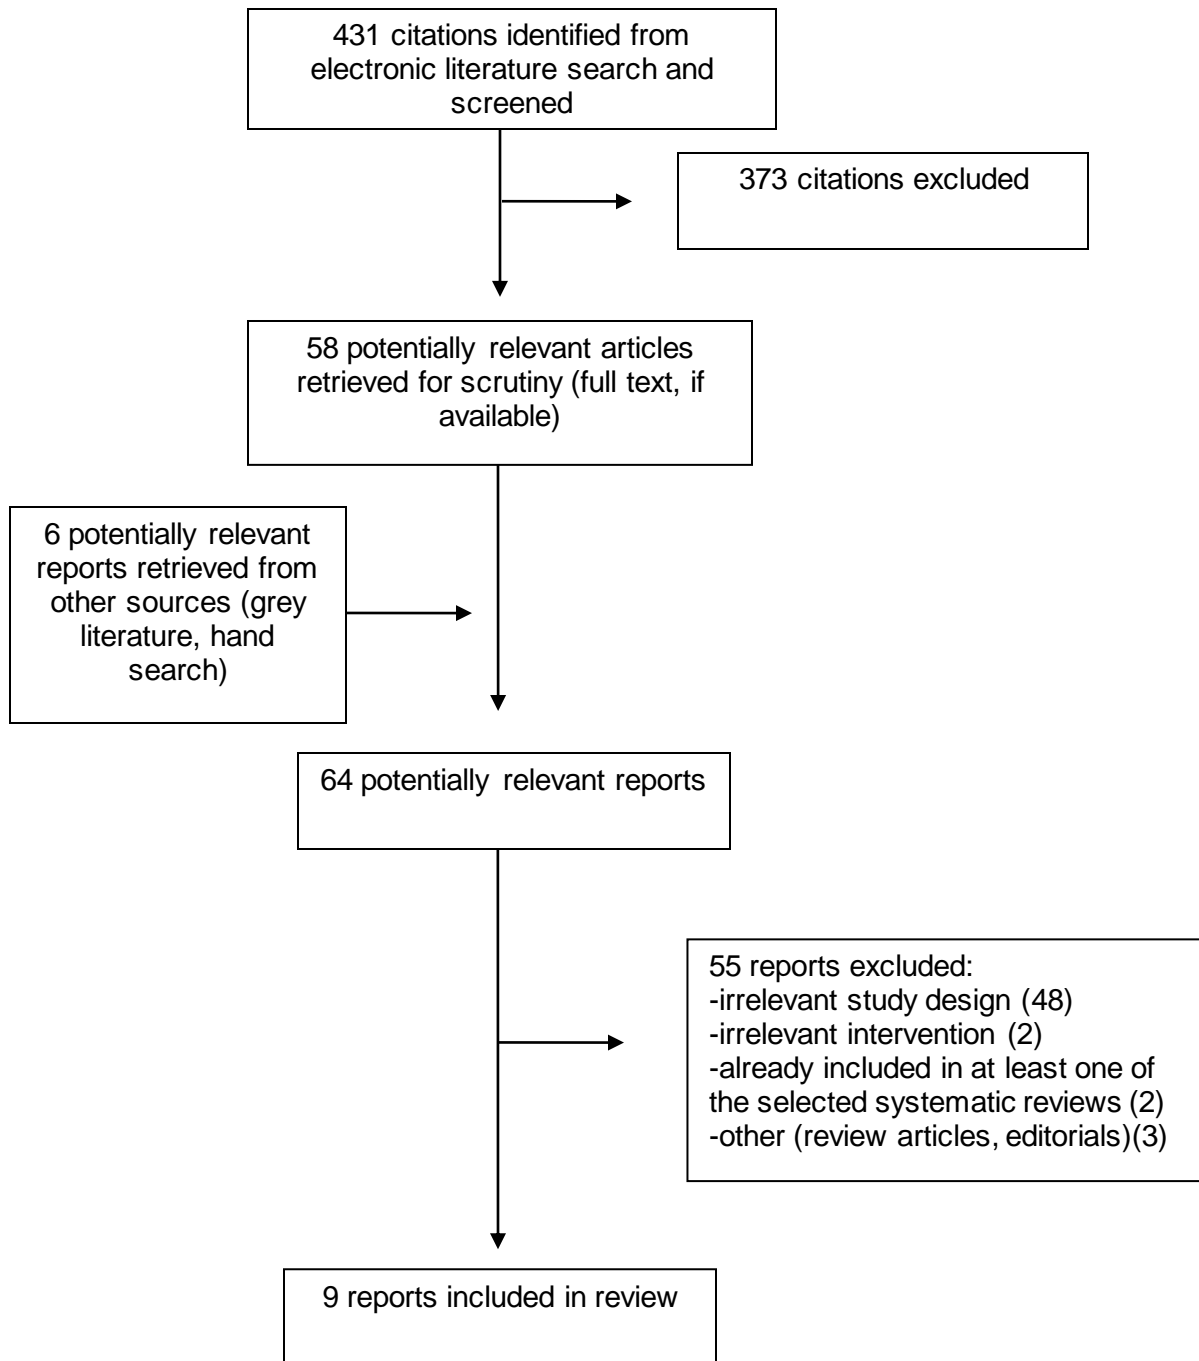 431 citations identified from
electronic literature search and
screened
373 citations excluded
58 potentially relevant articles
retrieved for scrutiny (full text, if
available)
6 potentially relevant
reports retrieved from
other sources (grey
literature, hand
search)
64 potentially relevant reports
55 reports excluded:
-irrelevant study design (48)
-irrelevant intervention (2)
-already included in at least one of
the selected systematic reviews (2)
-other (review articles, editorials)(3)
9 reports included in review